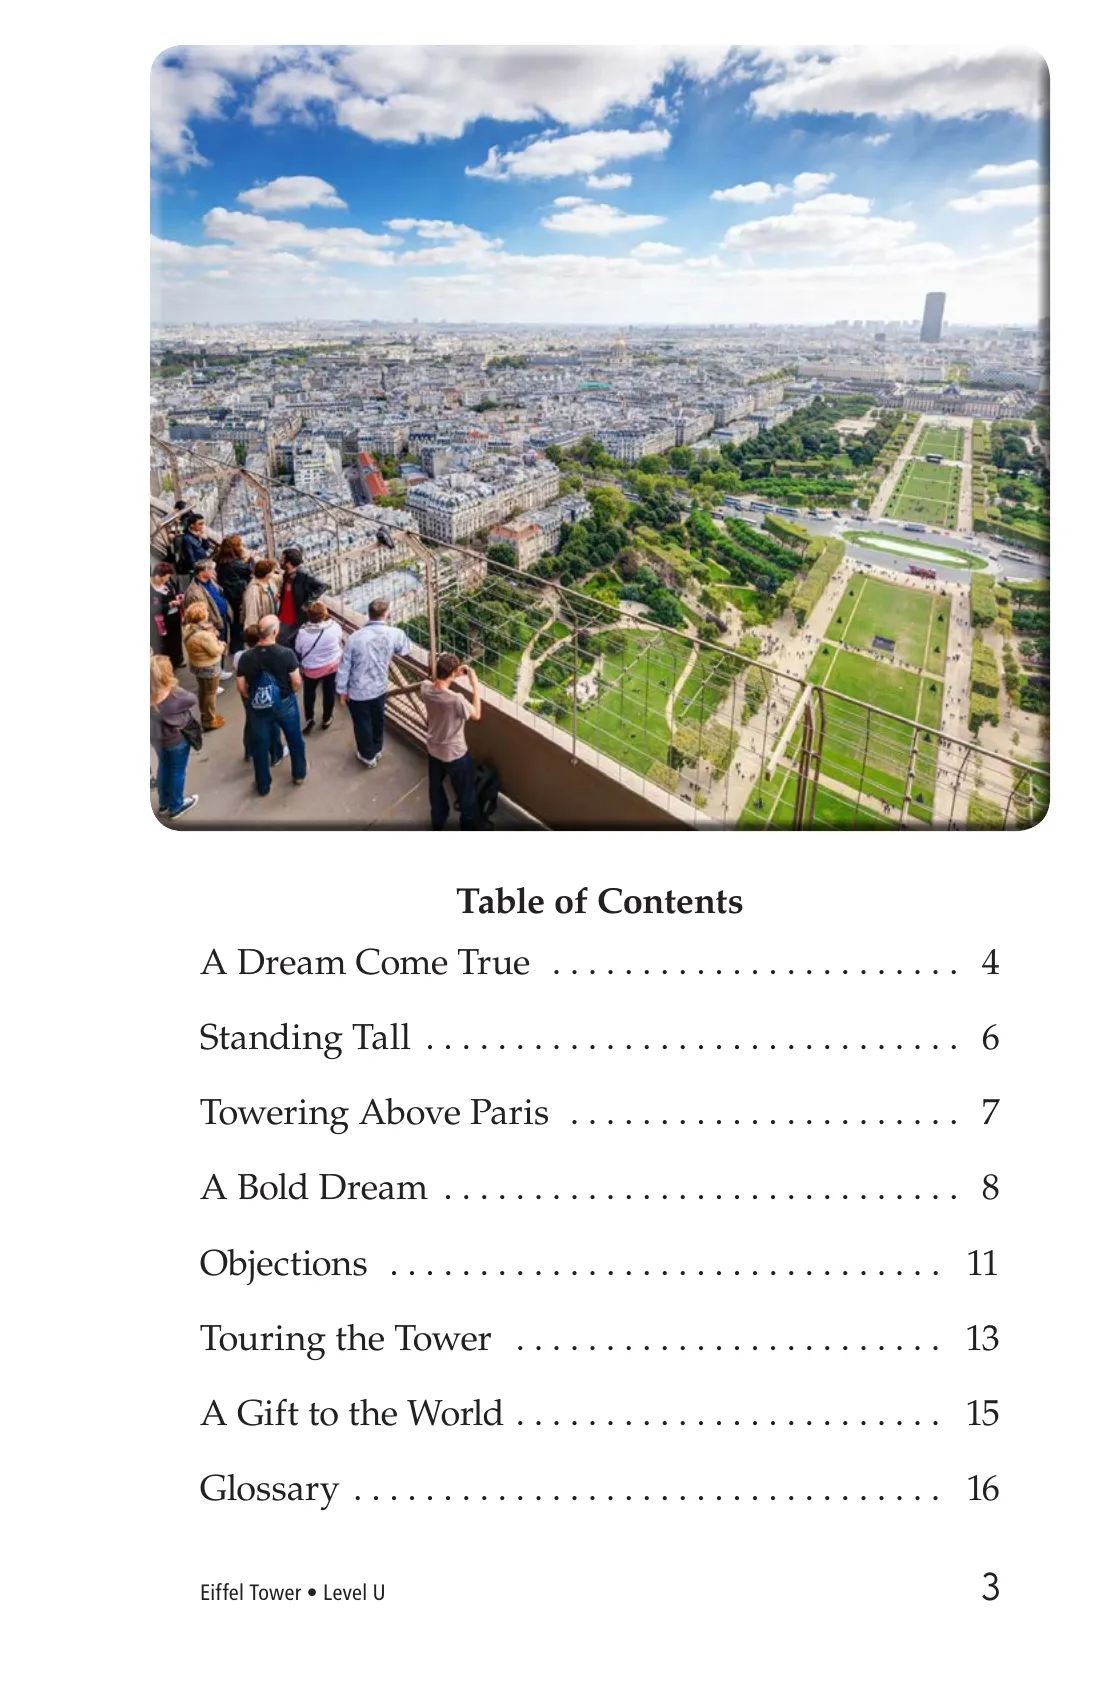 Table of Contents
A Dream Come True . . . . . . . . . . . . . . . . . . . . . . . 4
Standing Tall . . . . . . . . . . . . . . . . . . . . . . . . . . . . . . 6
Towering Above Paris . . . . . . . . . . . . . . . . . . . . . . 7
A Bold Dream . . . . . . . . . . . . . . . . . . . . . . . . . . . . . 8
Objections . . . . . . . . . . . . . . . . . . . . . . . . . . . . . . . 11
Touring the Tower . . . . . . . . . . . . . . . . . . . . . . . . 13
A Gift to the World . . . . . . . . . . . . . . . . . . . . . . . . 15
Glossary . . . . . . . . . . . . . . . . . . . . . . . . . . . . . . . . . 16
Eiffel Tower • Level U 3